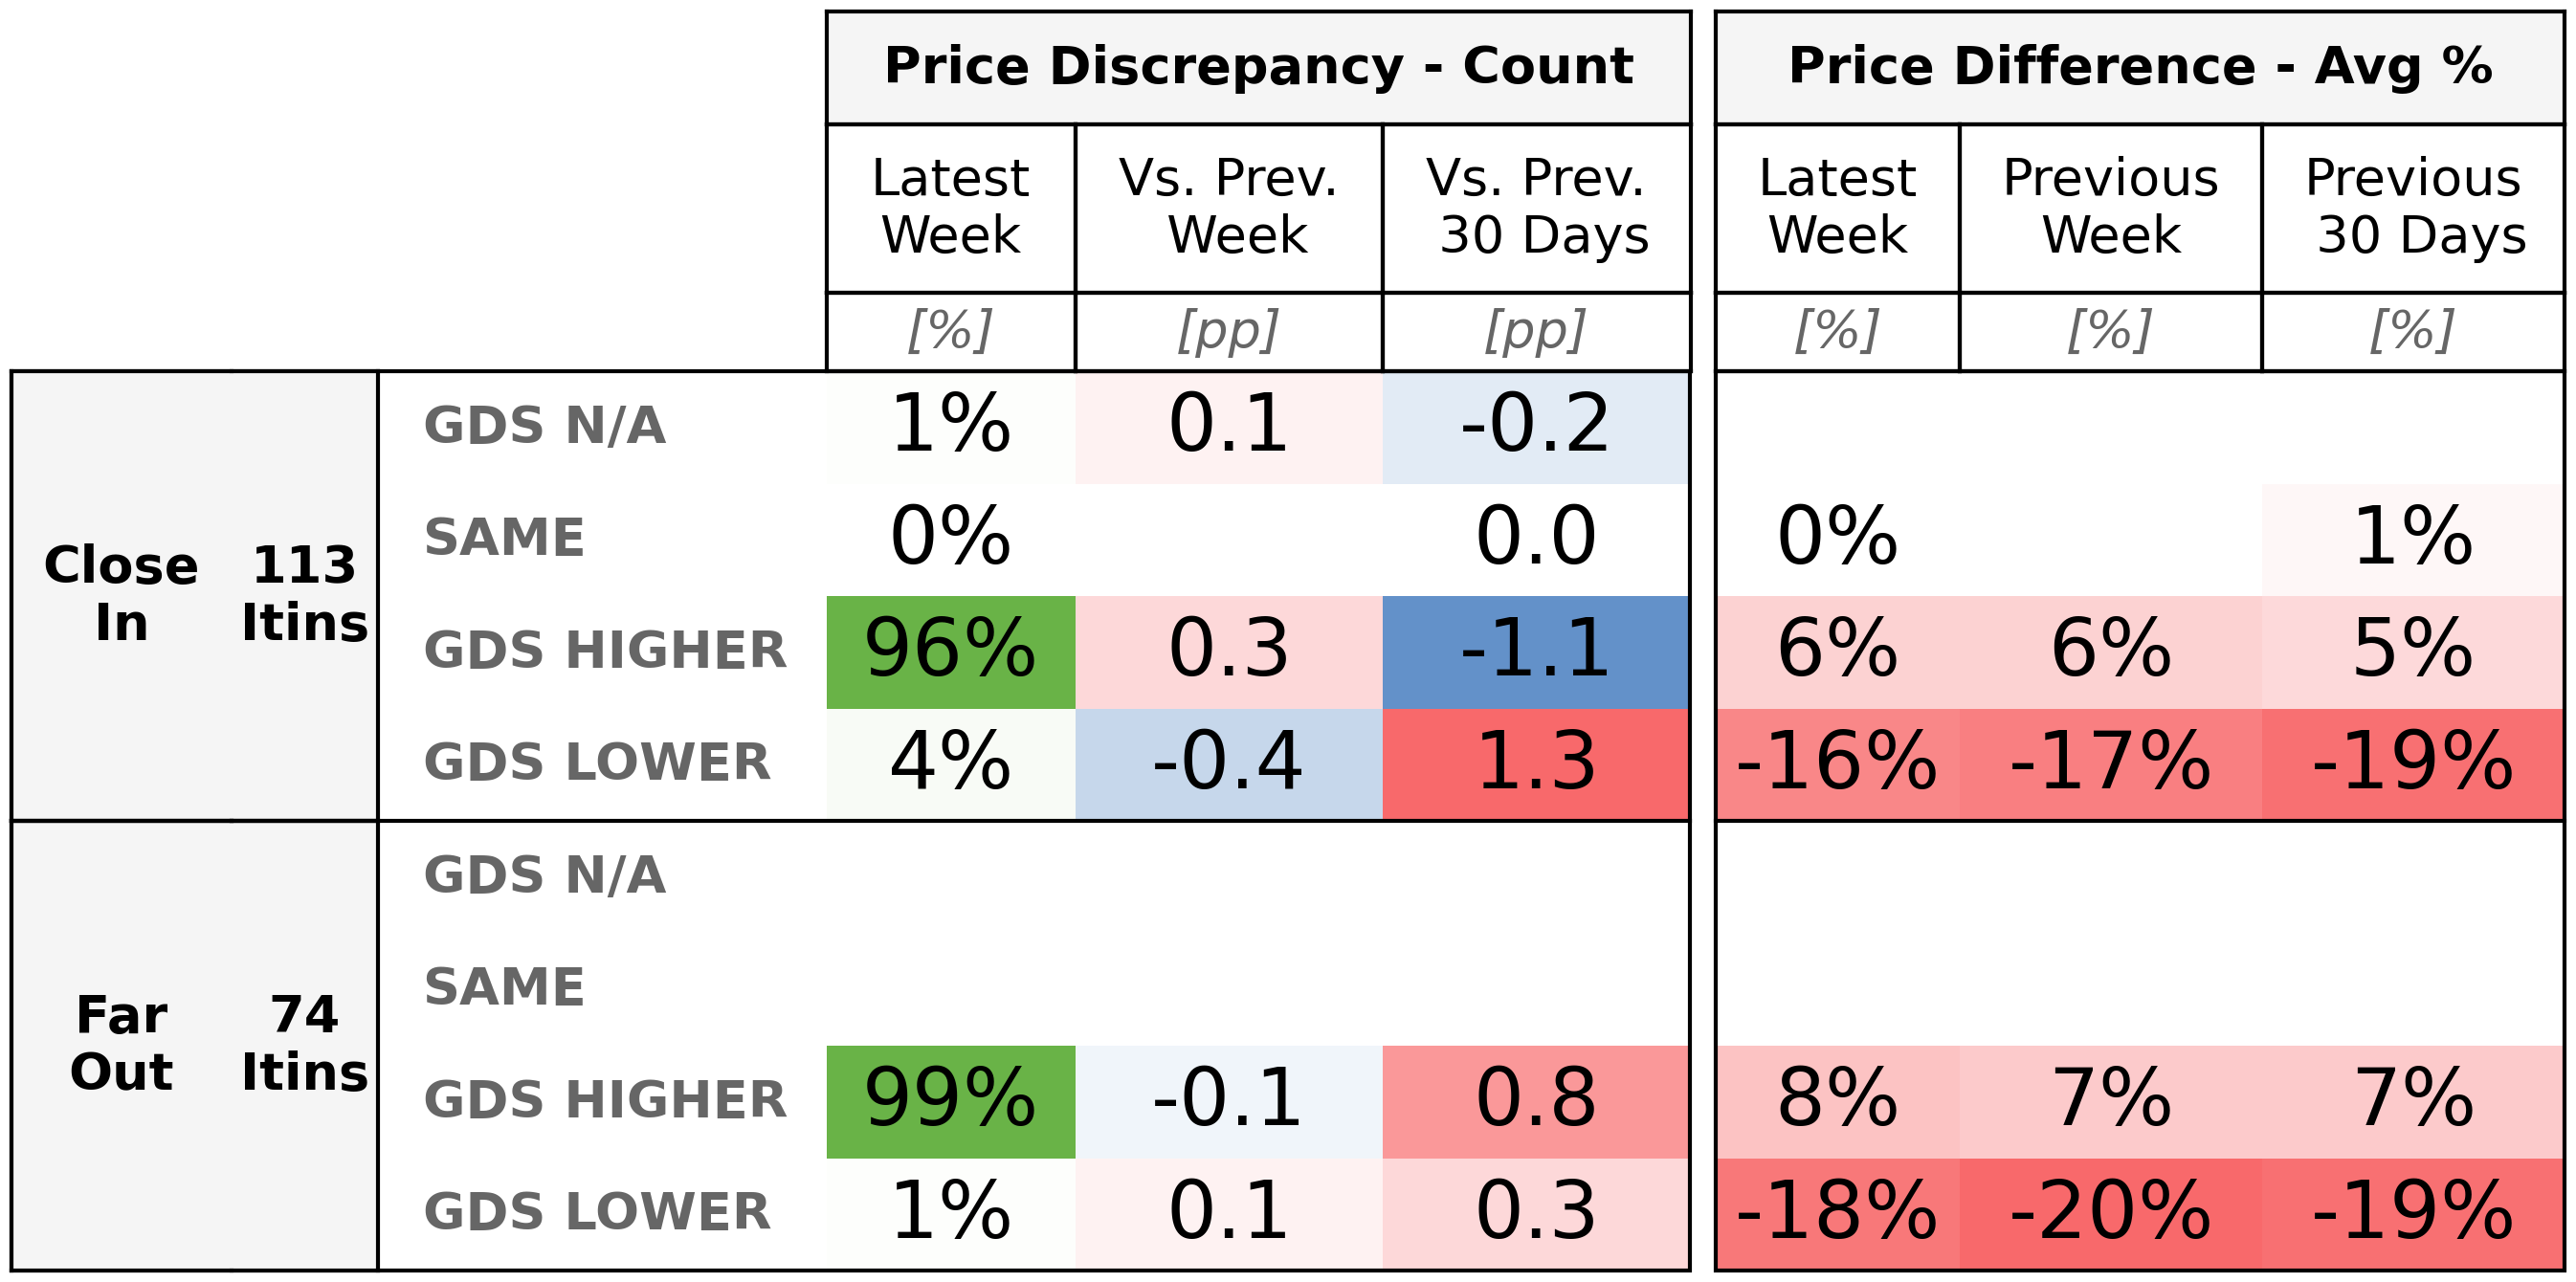 Price Discrepancy - Count Price Difference - Avg %
Latest Week Vs. Prev. Week Vs. Prev. 30 Days Latest Week Previous Week Previous 30 Days
[%] [pp] [pp] [%] [%] [%]
Close In 113 Itins
GDS N/A 1% 0.1 -0.2
SAME 0% 0.0 0% 1%
GDS HIGHER 96% 0.3 -1.1 6% 6% 5%
GDS LOWER 4% -0.4 1.3 -16% -17% -19%
Far Out 74 Itins
GDS N/A
SAME
GDS HIGHER 99% -0.1 0.8 8% 7% 7%
GDS LOWER 1% 0.1 0.3 -18% -20% -19%